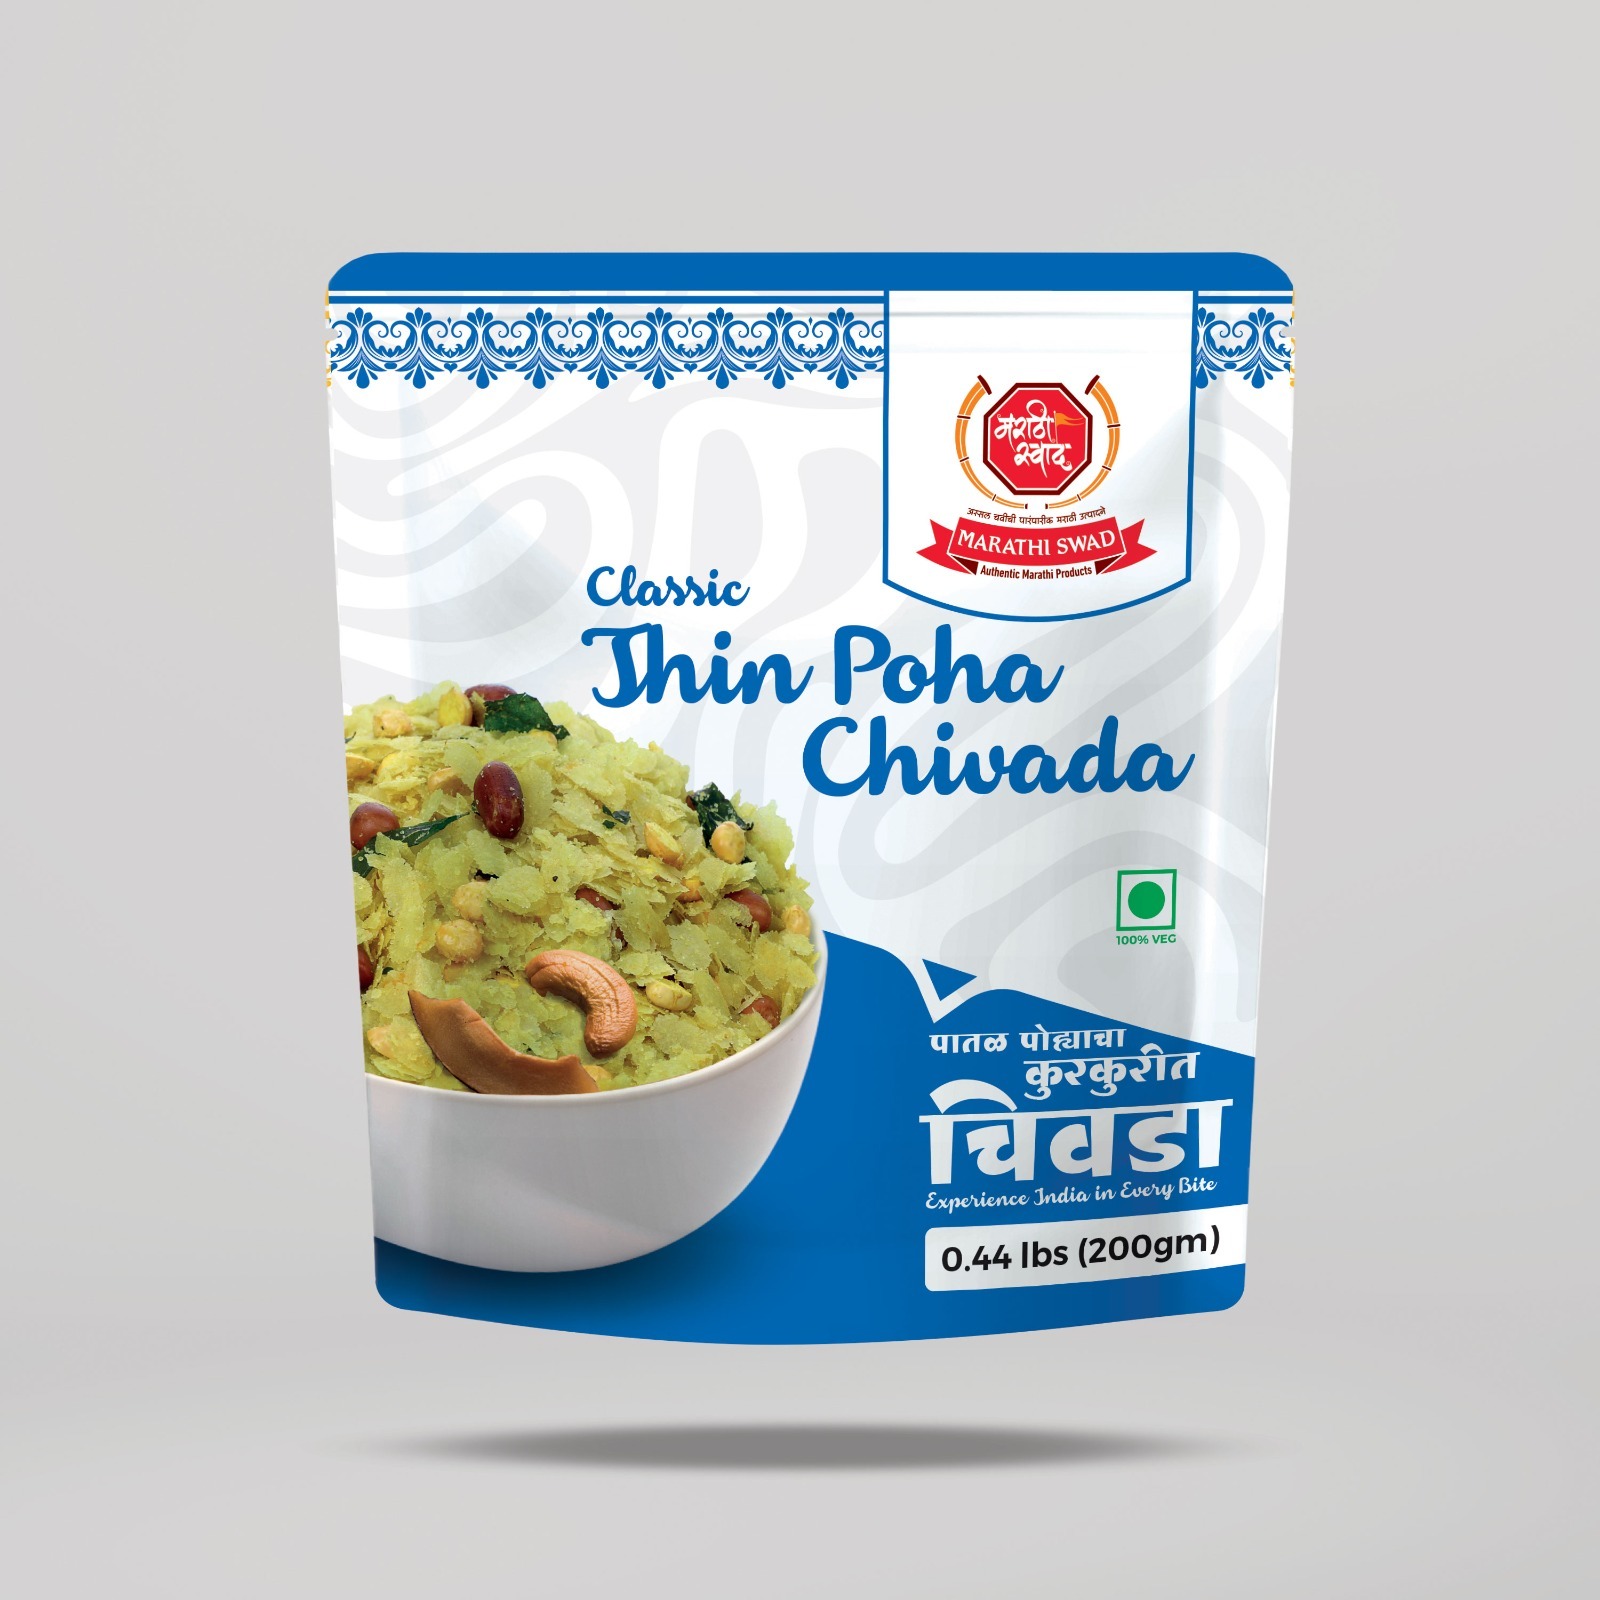 मराठी
स्वाद
अस्सल चवीची पारंपारीक मराठी उत्पादने
MARATHI SWAD
Authentic Marathi Products
Classic
Thin Poha
Chivada
100% VEG
पातळ पोह्याचा
कुरकुरीत
चिवडा
Experience India in Every Bite
0.44 lbs (200gm)